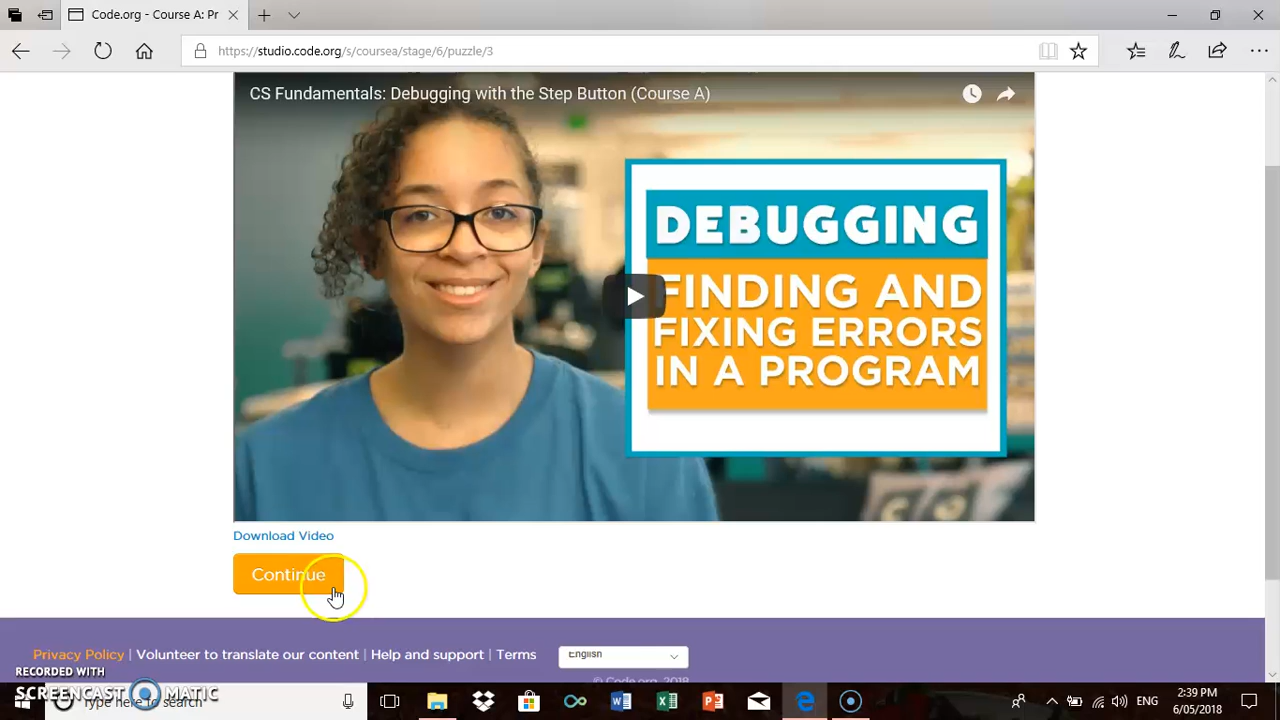 Code.org - Course A: Pr
https://studio.code.org/s/coursea/stage/6/puzzle/3
CS Fundamentals: Debugging with the Step Button (Course A)
DEBUGGING
FINDING AND
FIXING ERRORS
IN A PROGRAM
Download Video
Continue
Privacy Policy | Volunteer to translate our content | Help and support | Terms
English
© Code.org, 2018
RECORDED WITH
SCREENCAST MATIC
Type here to search
ENG
2:39 PM
6/05/2018